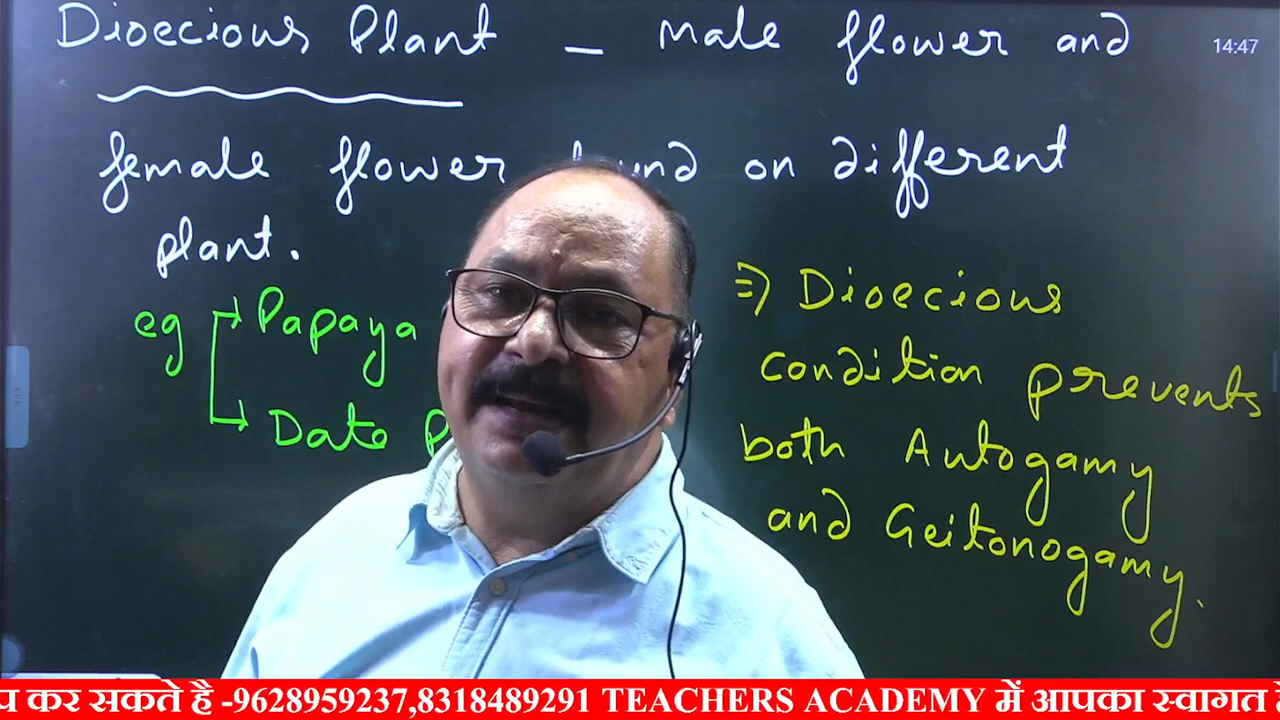 Dioecious Plant - Male flower and
14:47
female flower on different
plant.
eg → Papaya
→ Date
⇒ Dioecious
condition prevents
both Autogamy
and Geitonogamy.
कर सकते है -9628959237,8318489291 TEACHERS ACADEMY में आपका स्वागत